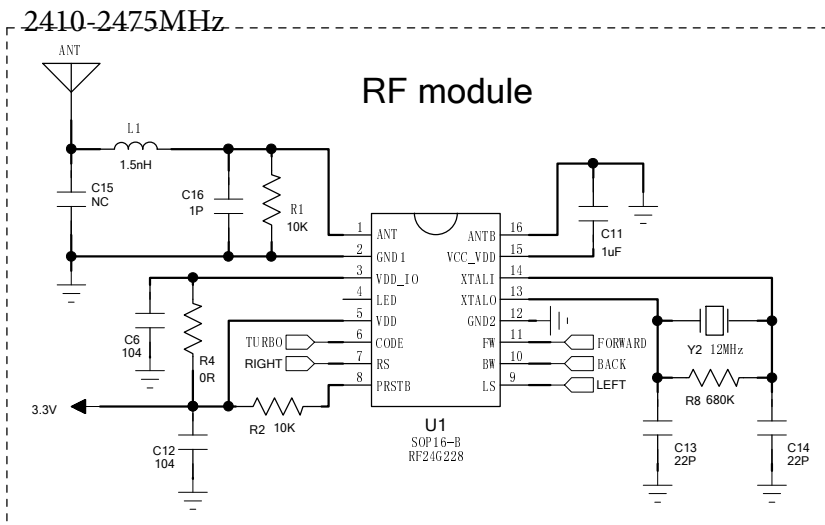 2410-2475MHz
ANT
RF module
L1
1.5nH
C15
NC
C16
1P
R1
10K
C11
1uF
1 ANT
2 GND1
3 VDD_IO
4 LED
5 VDD
6 CODE
7 RS
8 PRSTB
ANTB 16
VCC_VDD 15
XTALI 14
XTALO 13
GND2 12
FW 11
BW 10
LS 9
TURBO
RIGHT
FORWARD
BACK
LEFT
C6
104
R4
0R
3.3V
R2 10K
C12
104
U1
SOP16-B
RF24G228
Y2 12MHz
R8 680K
C13
22P
C14
22P